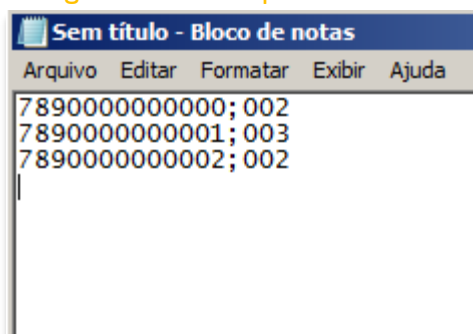 Sem título - Bloco de notas
Arquivo Editar Formatar Exibir Ajuda
7890000000000;002
7890000000001;003
7890000000002;002